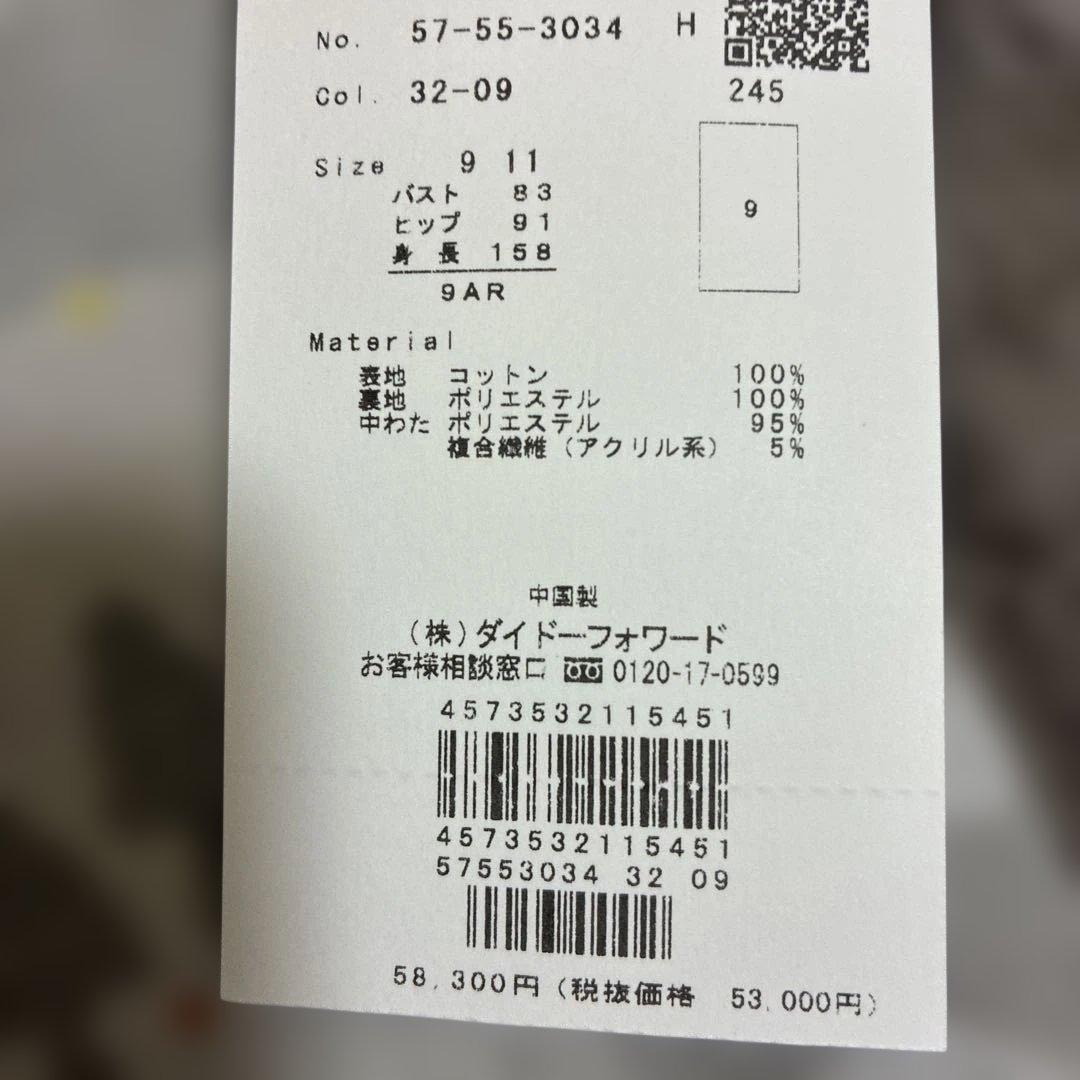 No. 57-55-3034 H
Col. 32-09 245
Size 9 11
バスト 83
ヒップ 91
身長 158
9AR
9
Material
表地 コットン 100%
裏地 ポリエステル 100%
中わた ポリエステル 95%
複合繊維(アクリル系) 5%
中国製
(株)ダイドーフォワード
お客様相談窓口 0120-17-0599
4573532115451
4573532115451
57553034 32 09
58,300円(税抜価格 53,000円)